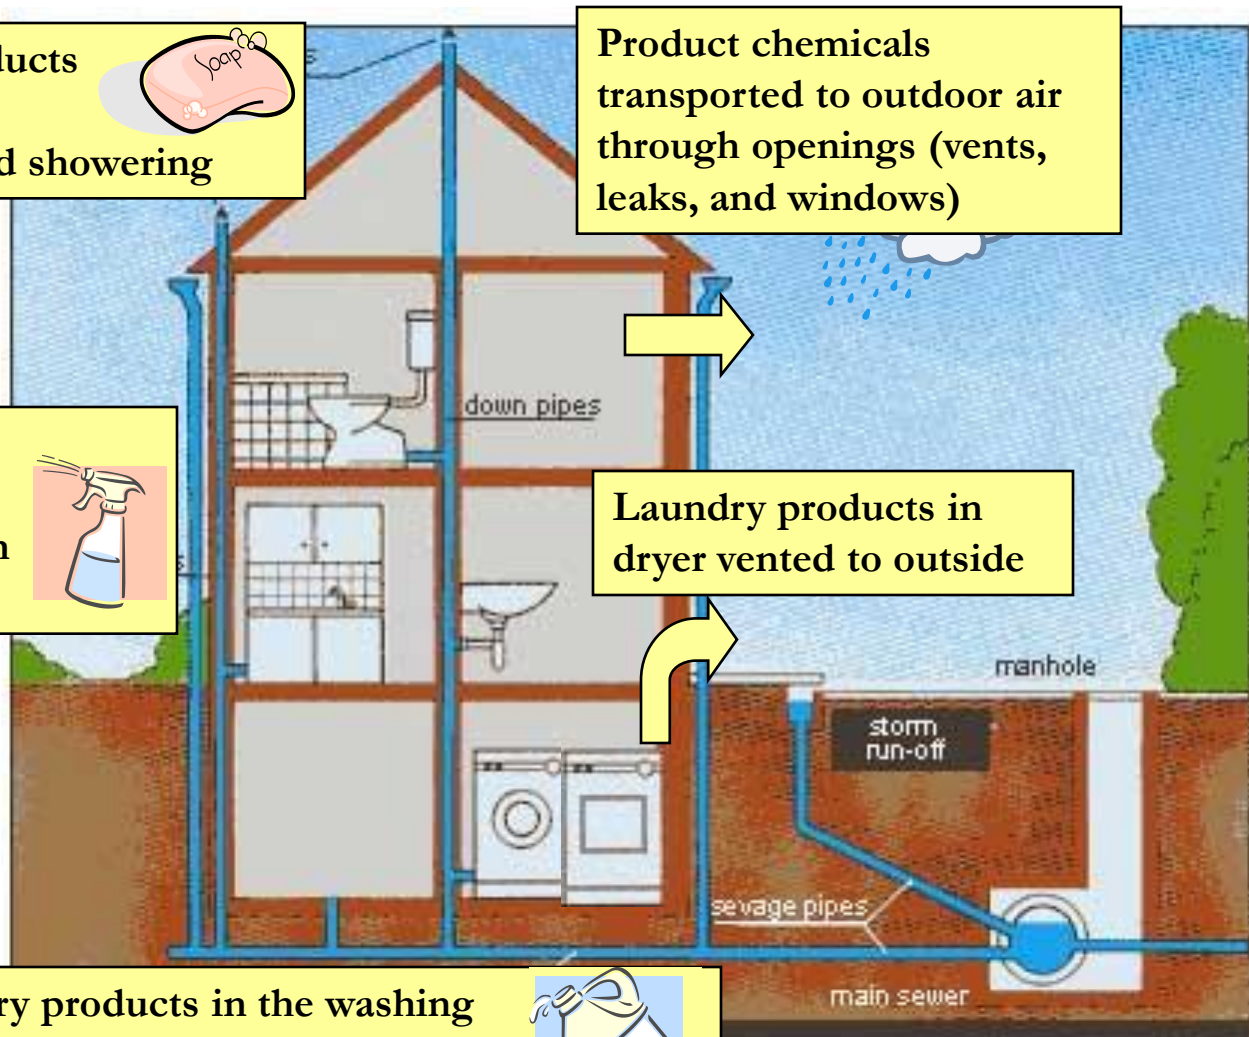 ducts
Soap
d showering
Product chemicals
transported to outdoor air
through openings (vents,
leaks, and windows)
down pipes
n
s
Laundry products in
dryer vented to outside
manhole
storm
run-off
sewage pipes
main sewer
ry products in the washing